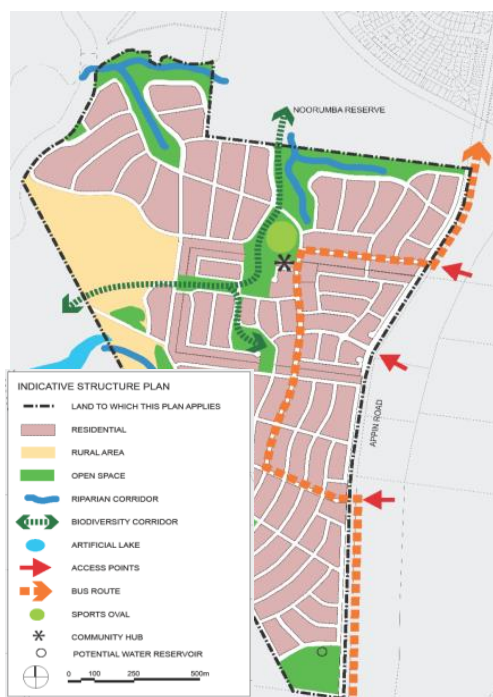 NOORUMBA RESERVE
APPIN ROAD
INDICATIVE STRUCTURE PLAN
LAND TO WHICH THIS PLAN APPLIES
RESIDENTIAL
RURAL AREA
OPEN SPACE
RIPARIAN CORRIDOR
BIODIVERSITY CORRIDOR
ARTIFICIAL LAKE
ACCESS POINTS
BUS ROUTE
SPORTS OVAL
COMMUNITY HUB
POTENTIAL WATER RESERVOIR
0 100 200 500m